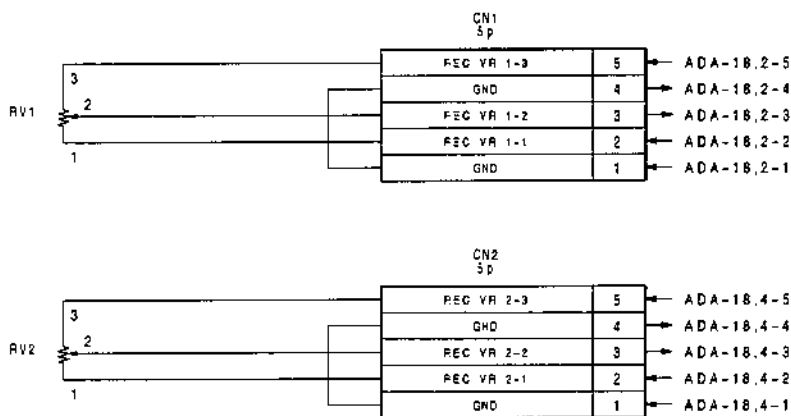 CN1
5p
REC VR 1-3 5 ADA-18,2-5
3
GND 4 ADA-18,2-4
2
RV1
REC VR 1-2 3 ADA-18,2-3
REC VR 1-1 2 ADA-18,2-2
1
GND 1 ADA-18,2-1
CN2
5p
REC VR 2-3 5 ADA-18,4-5
3
GND 4 ADA-18,4-4
2
RV2
REC VR 2-2 3 ADA-18,4-3
REC VR 2-1 2 ADA-18,4-2
1
GND 1 ADA-18,4-1